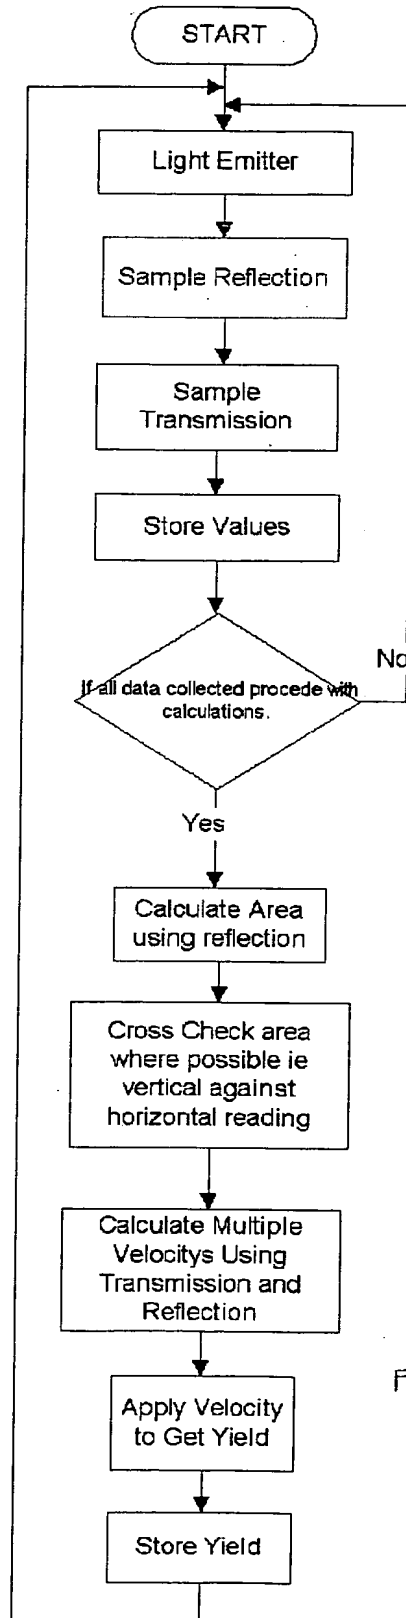 START
Light Emitter
Sample Reflection
Sample
Transmission
Store Values
If all data collected procede with
calculations.
No
Yes
Calculate Area
using reflection
Cross Check area
where possible ie
vertical against
horizontal reading
Calculate Multiple
Velocitys Using
Transmission and
Reflection
Apply Velocity
to Get Yield
Store Yield